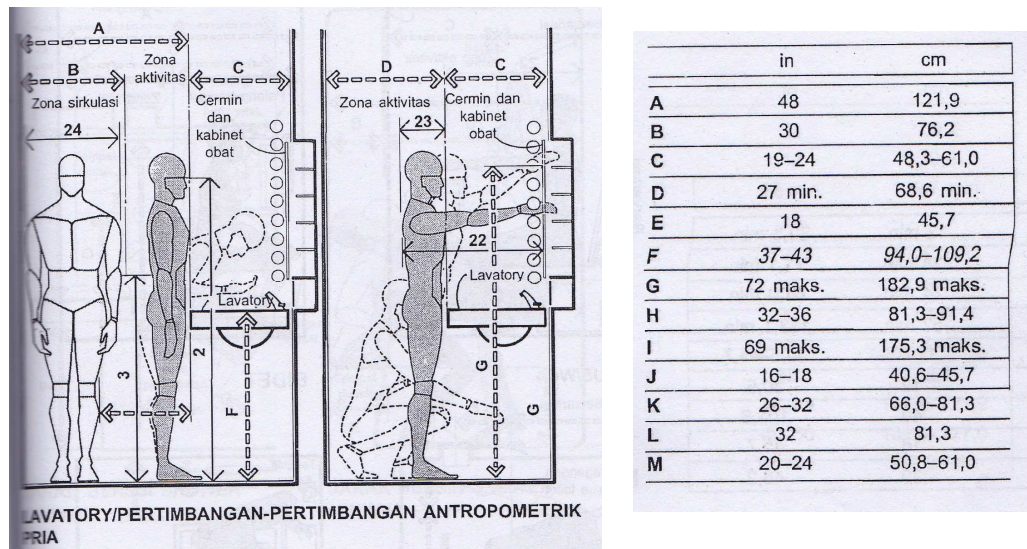 A
Zona
aktivitas
B
C
Zona sirkulasi
Cermin
dan
kabinet
obat
24
Lavatory
2
3
F
D
C
Zona aktivitas
Cermin dan
kabinet
obat
23
22
Lavatory
G
G
LAVATORY/PERTIMBANGAN-PERTIMBANGAN ANTROPOMETRIK
PRIA
in cm
A 48 121,9
B 30 76,2
C 19–24 48,3–61,0
D 27 min. 68,6 min.
E 18 45,7
F 37–43 94,0–109,2
G 72 maks. 182,9 maks.
H 32–36 81,3–91,4
I 69 maks. 175,3 maks.
J 16–18 40,6–45,7
K 26–32 66,0–81,3
L 32 81,3
M 20–24 50,8–61,0